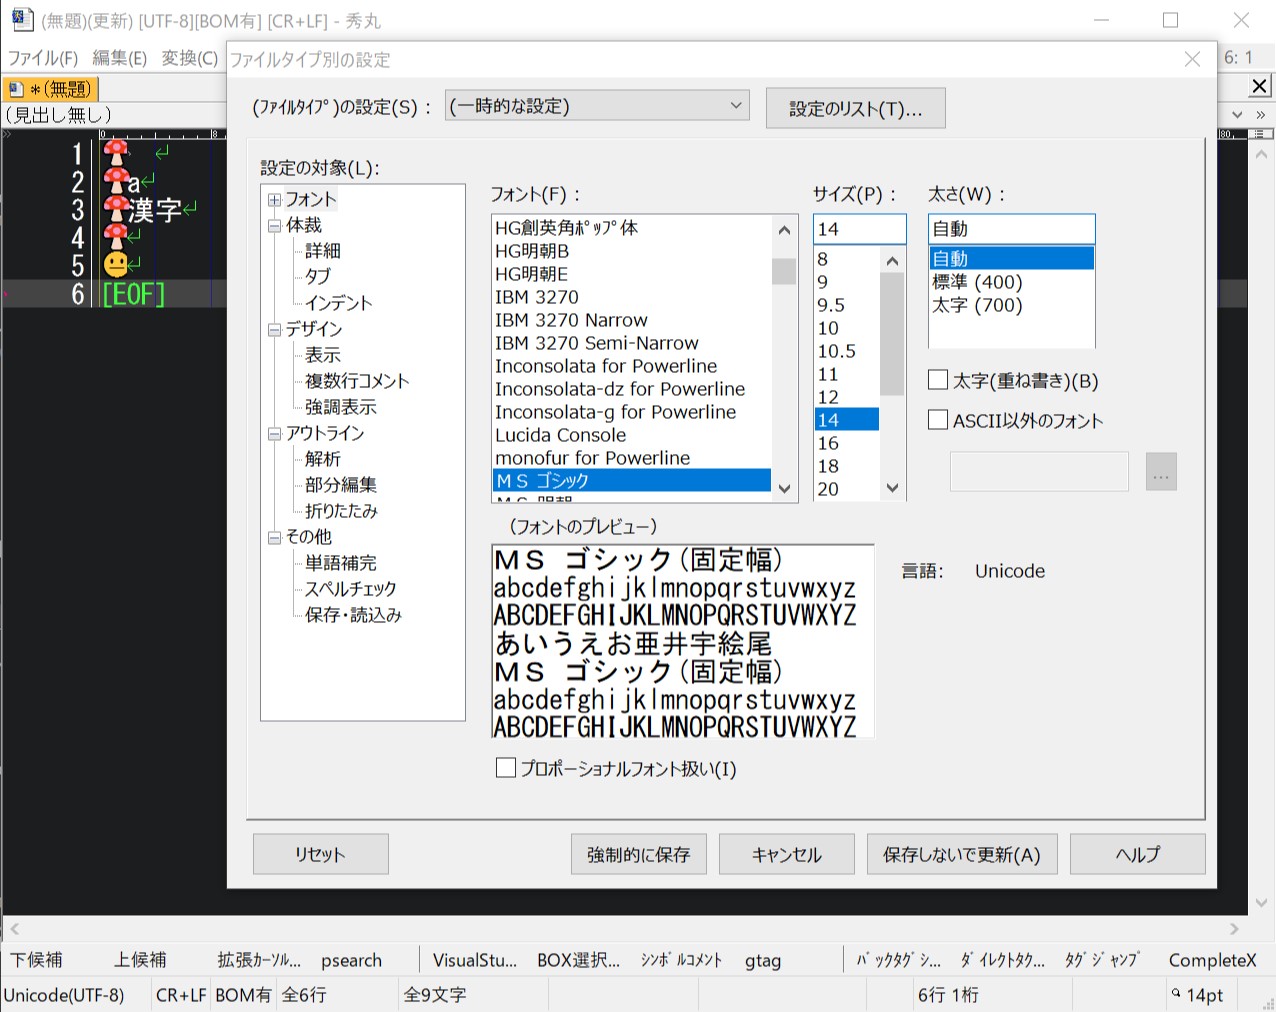 (無題)(更新) [UTF-8][BOM有] [CR+LF] - 秀丸
ファイル(F) 編集(E) 変換(C)
6: 1
* (無題)
(見出し無し)
0 8 80
1 🍄 ↵
2 🍄a↵
3 🍄漢字↵
4 🍄↵
5 😐↵
6 [EOF]
ファイルタイプ別の設定
(ﾌｧｲﾙﾀｲﾌﾟ)の設定(S)：
(一時的な設定)
設定のリスト(T)...
設定の対象(L):
フォント
体裁
詳細
タブ
インデント
デザイン
表示
複数行コメント
強調表示
アウトライン
解析
部分編集
折りたたみ
その他
単語補完
スペルチェック
保存・読込み
フォント(F)：
HG創英角ﾎﾟｯﾌﾟ体
HG明朝B
HG明朝E
IBM 3270
IBM 3270 Narrow
IBM 3270 Semi-Narrow
Inconsolata for Powerline
Inconsolata-dz for Powerline
Inconsolata-g for Powerline
Lucida Console
monofur for Powerline
ＭＳ ゴシック
ＭＳ 明朝
サイズ(P)：
14
8
9
9.5
10
10.5
11
12
14
16
18
20
太さ(W)：
自動
自動
標準 (400)
太字 (700)
太字(重ね書き)(B)
ASCII以外のフォント
...
(フォントのプレビュー)
ＭＳ ゴシック(固定幅)
abcdefghijklmnopqrstuvwxyz
ABCDEFGHIJKLMNOPQRSTUVWXYZ
あいうえお亜井宇絵尾
ＭＳ ゴシック(固定幅)
abcdefghijklmnopqrstuvwxyz
ABCDEFGHIJKLMNOPQRSTUVWXYZ
言語: Unicode
プロポーショナルフォント扱い(I)
リセット
強制的に保存
キャンセル
保存しないで更新(A)
ヘルプ
下候補 上候補 拡張ｶｰｿﾙ... psearch VisualStu... BOX選択... ｼﾝﾎﾞﾙｺﾒﾝﾄ gtag ﾊﾞｯｸﾀｸﾞｼ... ﾀﾞｲﾚｸﾄﾀｸ... ﾀｸﾞｼﾞｬﾝﾌﾟ CompleteX
Unicode(UTF-8) CR+LF BOM有 全6行 全9文字 6行 1桁 14pt